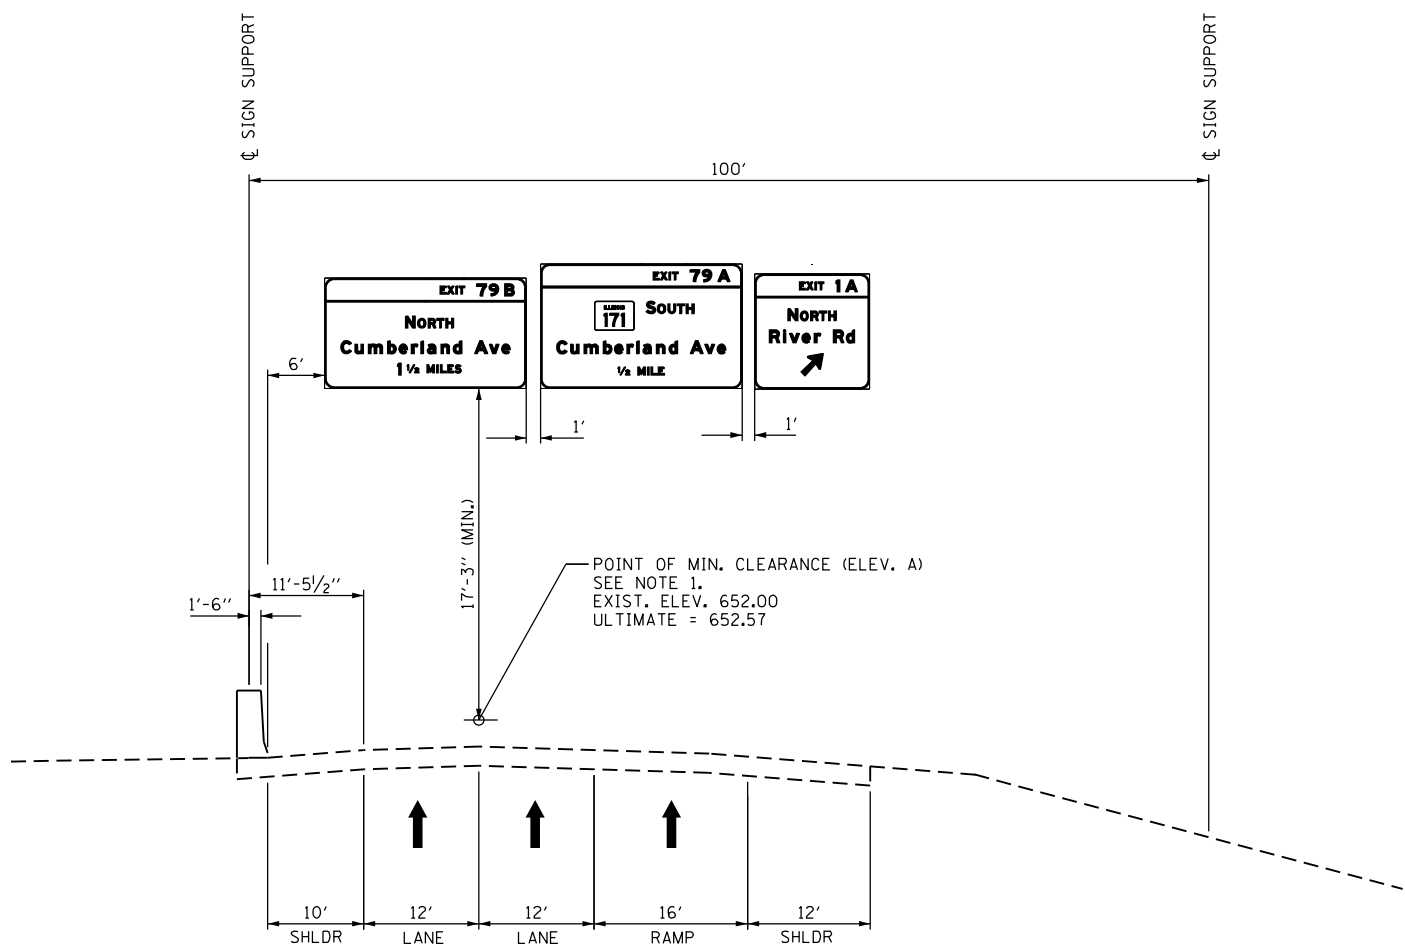 ℄ SIGN SUPPORT
℄ SIGN SUPPORT
100'
EXIT 79 B
NORTH
Cumberland Ave
1 1/2 MILES
EXIT 79 A
ILLINOIS
171 SOUTH
Cumberland Ave
1/2 MILE
EXIT 1A
NORTH
River Rd
6'
1'
1'
17'-3" (MIN.)
POINT OF MIN. CLEARANCE (ELEV. A)
SEE NOTE 1.
EXIST. ELEV. 652.00
ULTIMATE = 652.57
11'-5 1/2"
1'-6"
10'
12'
12'
16'
12'
SHLDR
LANE
LANE
RAMP
SHLDR